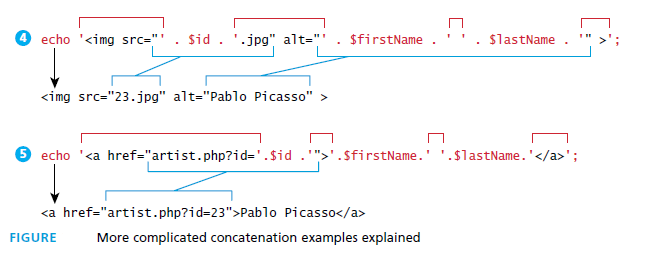 4 echo '<img src="' . $id . '.jpg" alt="' . $firstName . ' ' . $lastName . '" >';
<img src="23.jpg" alt="Pablo Picasso" >
5 echo '<a href="artist.php?id='.$id .'">'.$firstName.' '.$lastName.'</a>';
<a href="artist.php?id=23">Pablo Picasso</a>
FIGURE More complicated concatenation examples explained